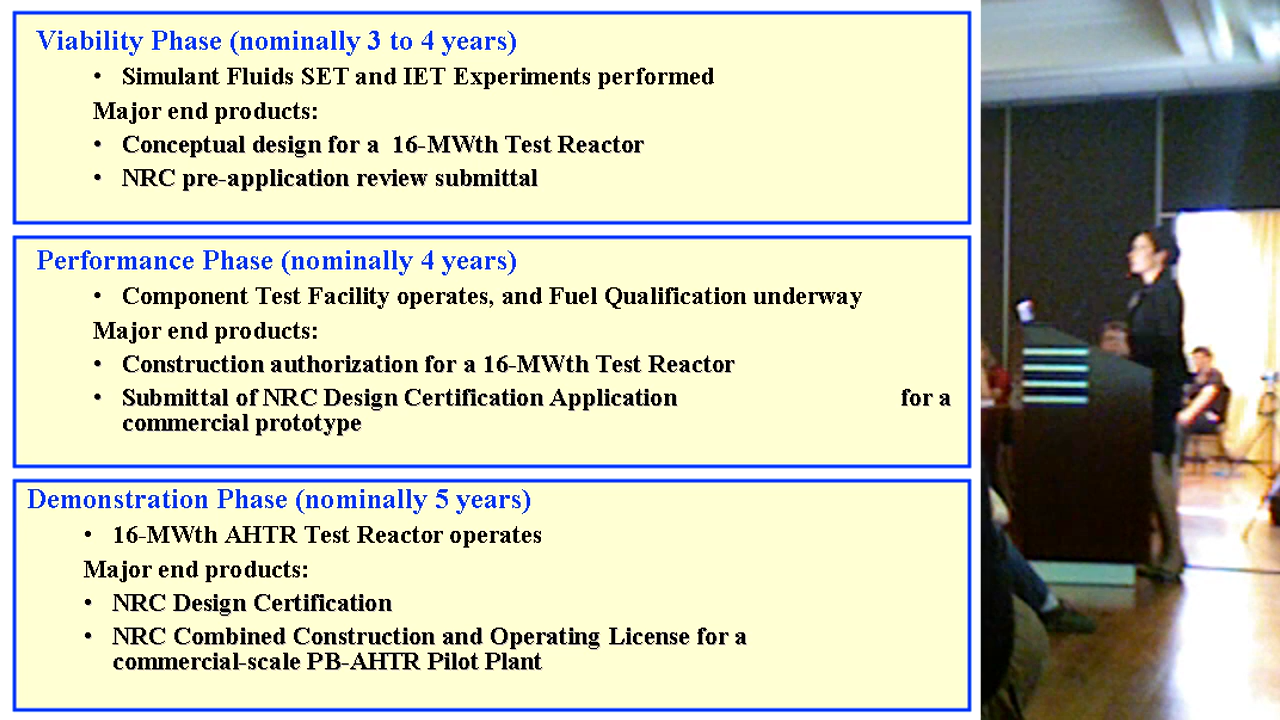 Viability Phase (nominally 3 to 4 years)
• Simulant Fluids SET and IET Experiments performed
Major end products:
• Conceptual design for a 16-MWth Test Reactor
• NRC pre-application review submittal
Performance Phase (nominally 4 years)
• Component Test Facility operates, and Fuel Qualification underway
Major end products:
• Construction authorization for a 16-MWth Test Reactor
• Submittal of NRC Design Certification Application for a
commercial prototype
Demonstration Phase (nominally 5 years)
• 16-MWth AHTR Test Reactor operates
Major end products:
• NRC Design Certification
• NRC Combined Construction and Operating License for a
commercial-scale PB-AHTR Pilot Plant